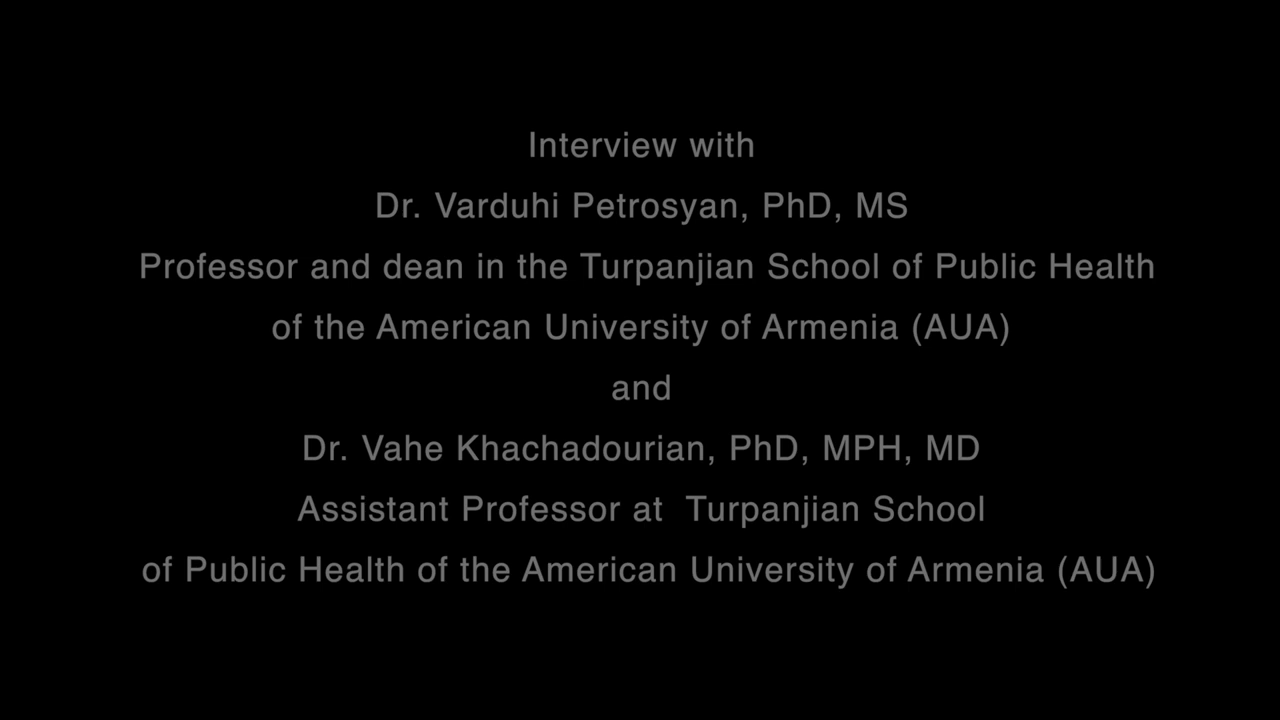 Interview with
Dr. Varduhi Petrosyan, PhD, MS
Professor and dean in the Turpanjian School of Public Health
of the American University of Armenia (AUA)
and
Dr. Vahe Khachadourian, PhD, MPH, MD
Assistant Professor at  Turpanjian School
of Public Health of the American University of Armenia (AUA)